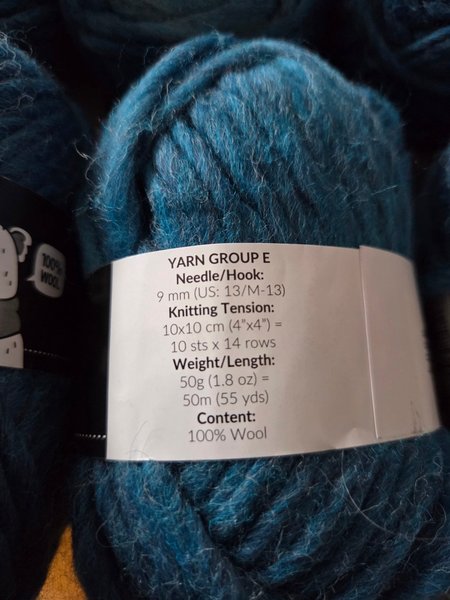 YARN GROUP E
Needle/Hook:
9 mm (US: 13/M-13)
Knitting Tension:
10x10 cm (4"x4") =
10 sts x 14 rows
Weight/Length:
50g (1.8 oz) =
50m (55 yds)
Content:
100% Wool
100%
WOOL